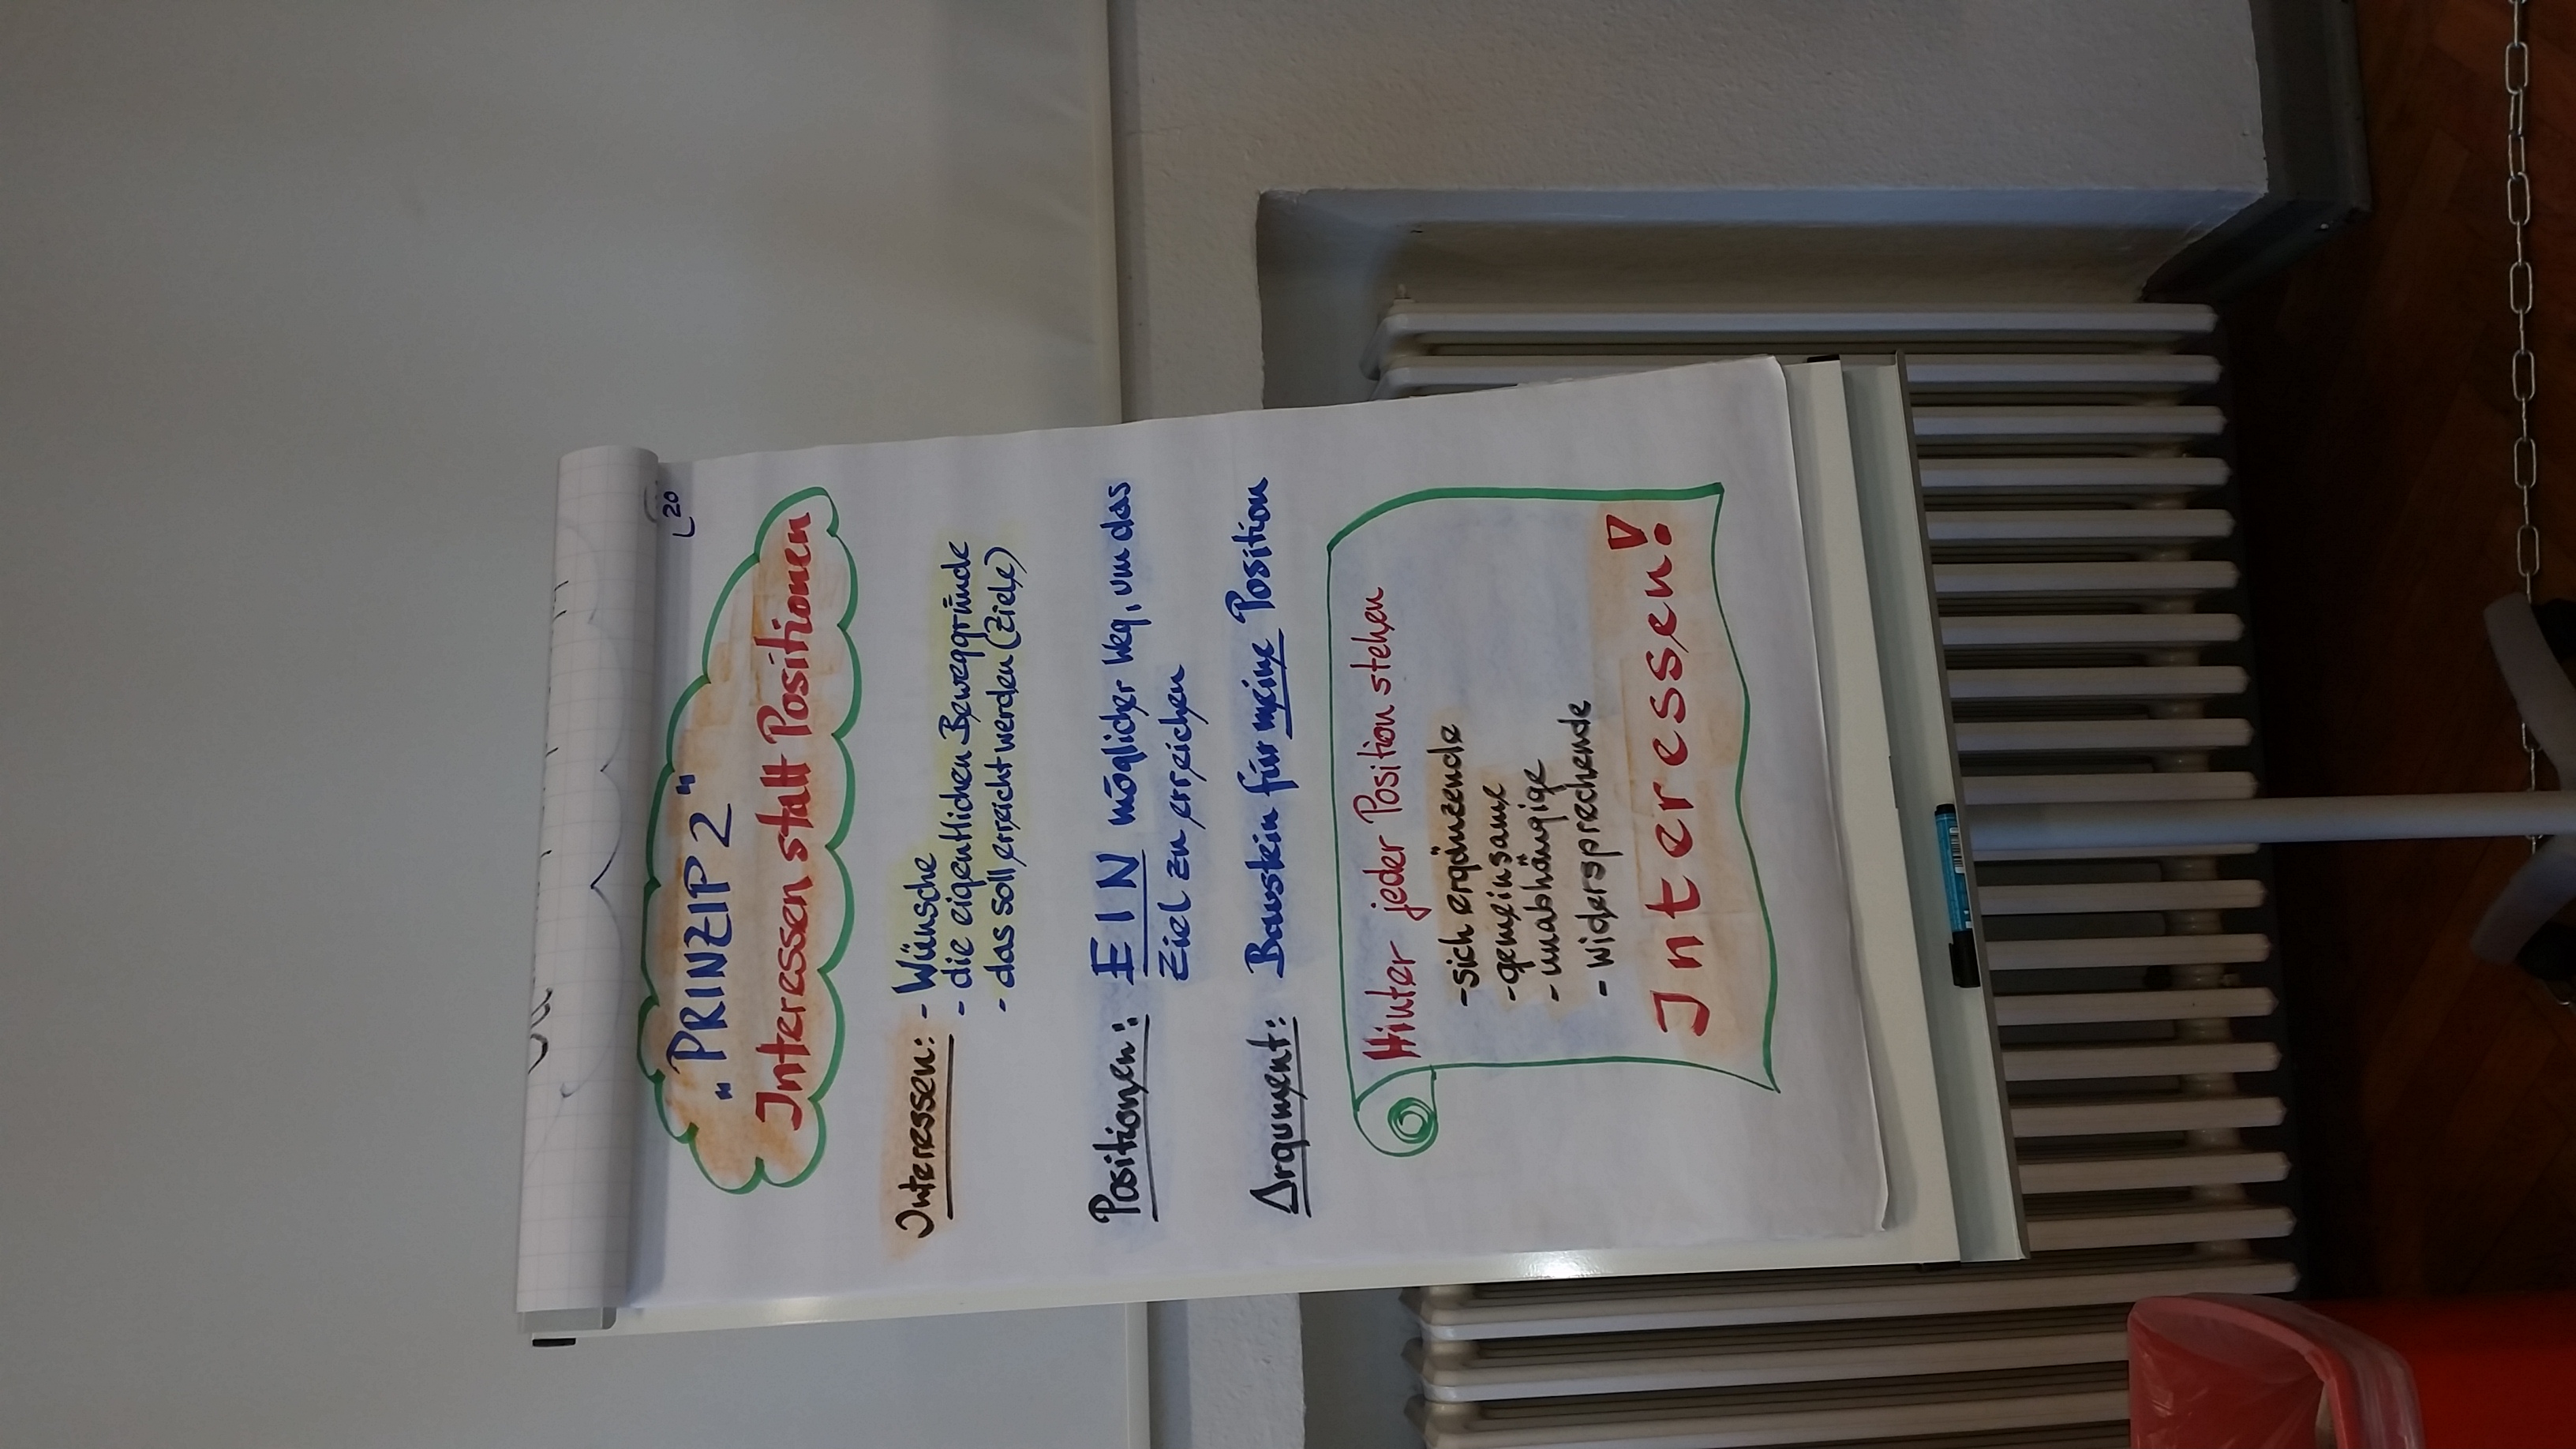 20
„PRINZIP 2"
Interessen statt Positionen
Interessen: - Wünsche
- die eigentlichen Beweggründe
- das soll erreicht werden (Ziele)
Positionen: EIN möglicher Weg, um das
Ziel zu erreichen
Argument: Baustein für meine Position
Hinter jeder Position stehen
- sich ergänzende
- gemeinsame
- unabhängige
- widersprechende
Interessen!